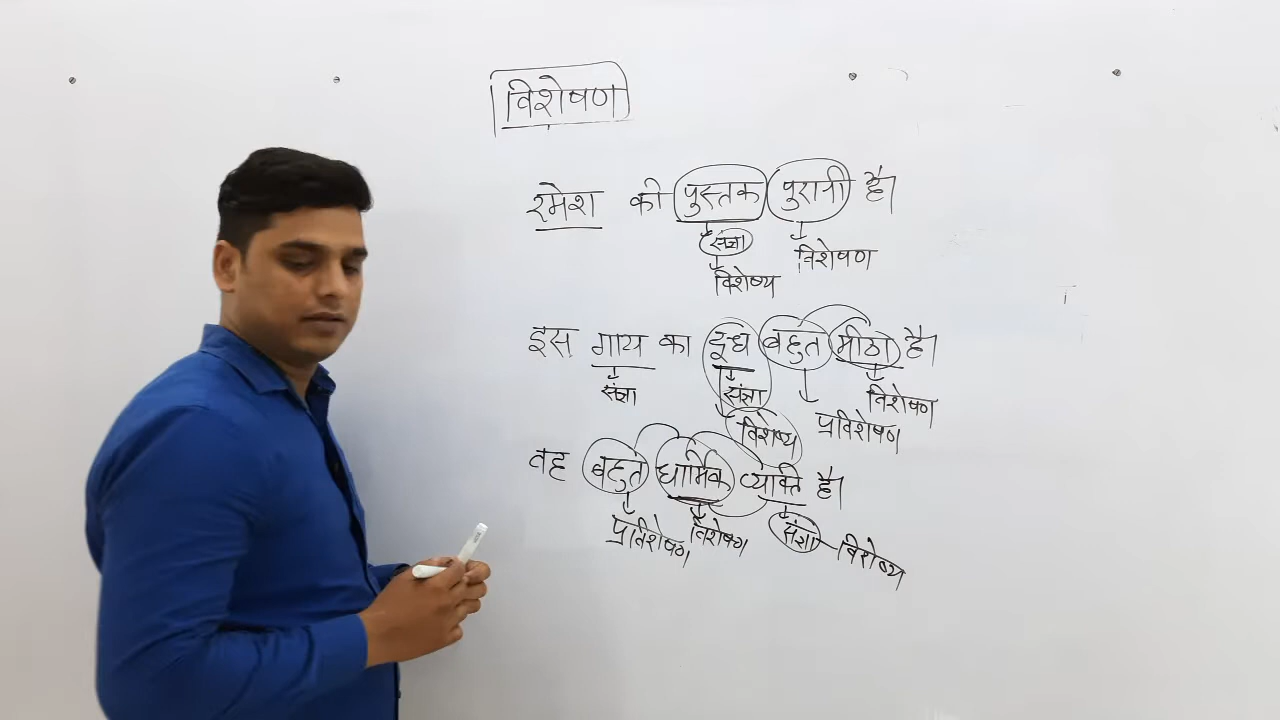 विशेषण
रमेश की पुस्तक पुरानी है।
संज्ञा विशेषण
विशेष्य
इस गाय का दूध बहुत मीठा है।
संज्ञा संज्ञा विशेषण
विशेष्य प्रविशेषण
वह बहुत धार्मिक व्यक्ति है।
प्रविशेषण विशेषण संज्ञा विशेष्य